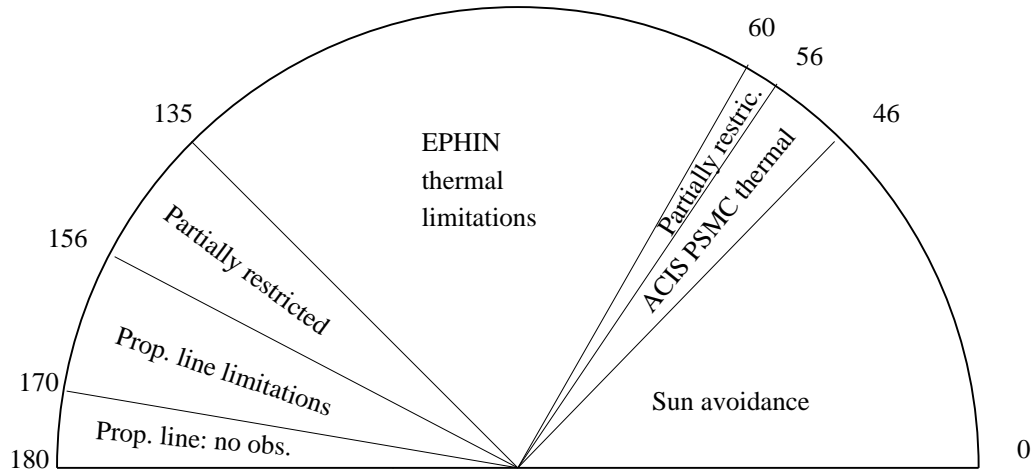 60
56
46
135
EPHIN
thermal
limitations
Partially restric.
ACIS PSMC thermal
156
Partially restricted
Prop. line limitations
170
Sun avoidance
Prop. line: no obs.
180
0